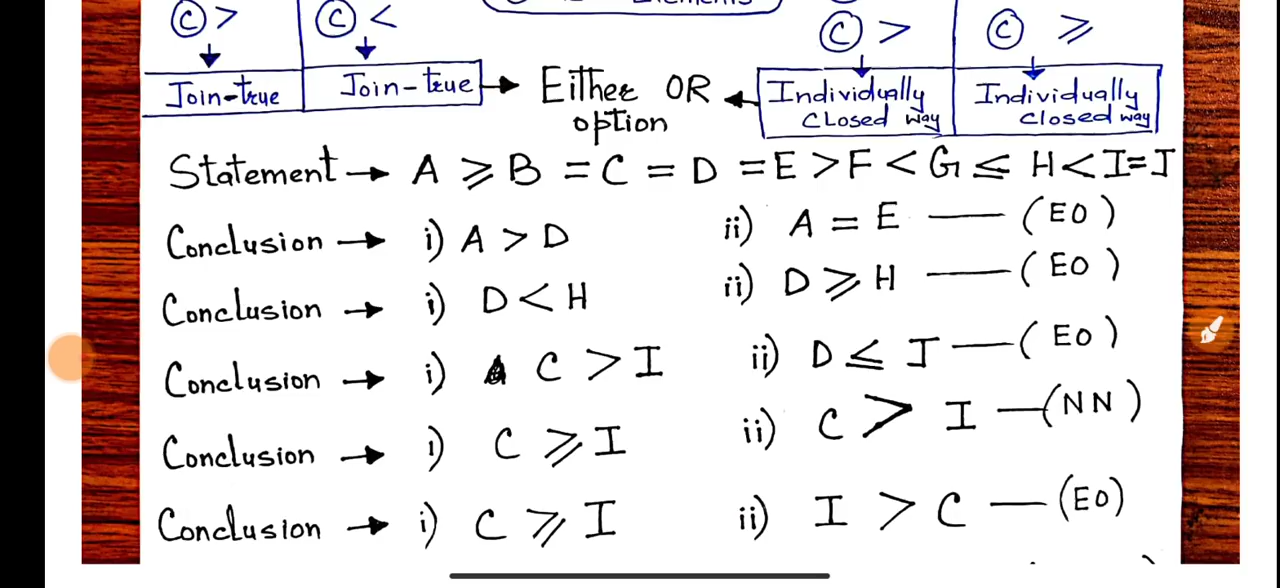 Ⓒ > Ⓒ < Elements Ⓒ > Ⓒ ⩾
Join-true Join-true → Either OR option ← Individually closed way Individually closed way
Statement → A ⩾ B = C = D = E > F < G ≤ H < I = J
Conclusion → i) A > D ii) A = E — (EO)
Conclusion → i) D < H ii) D ⩾ H — (EO)
Conclusion → i) C > I ii) D ≤ J — (EO)
Conclusion → i) C ⩾ I ii) C > I — (NN)
Conclusion → i) C ⩾ I ii) I > C — (EO)